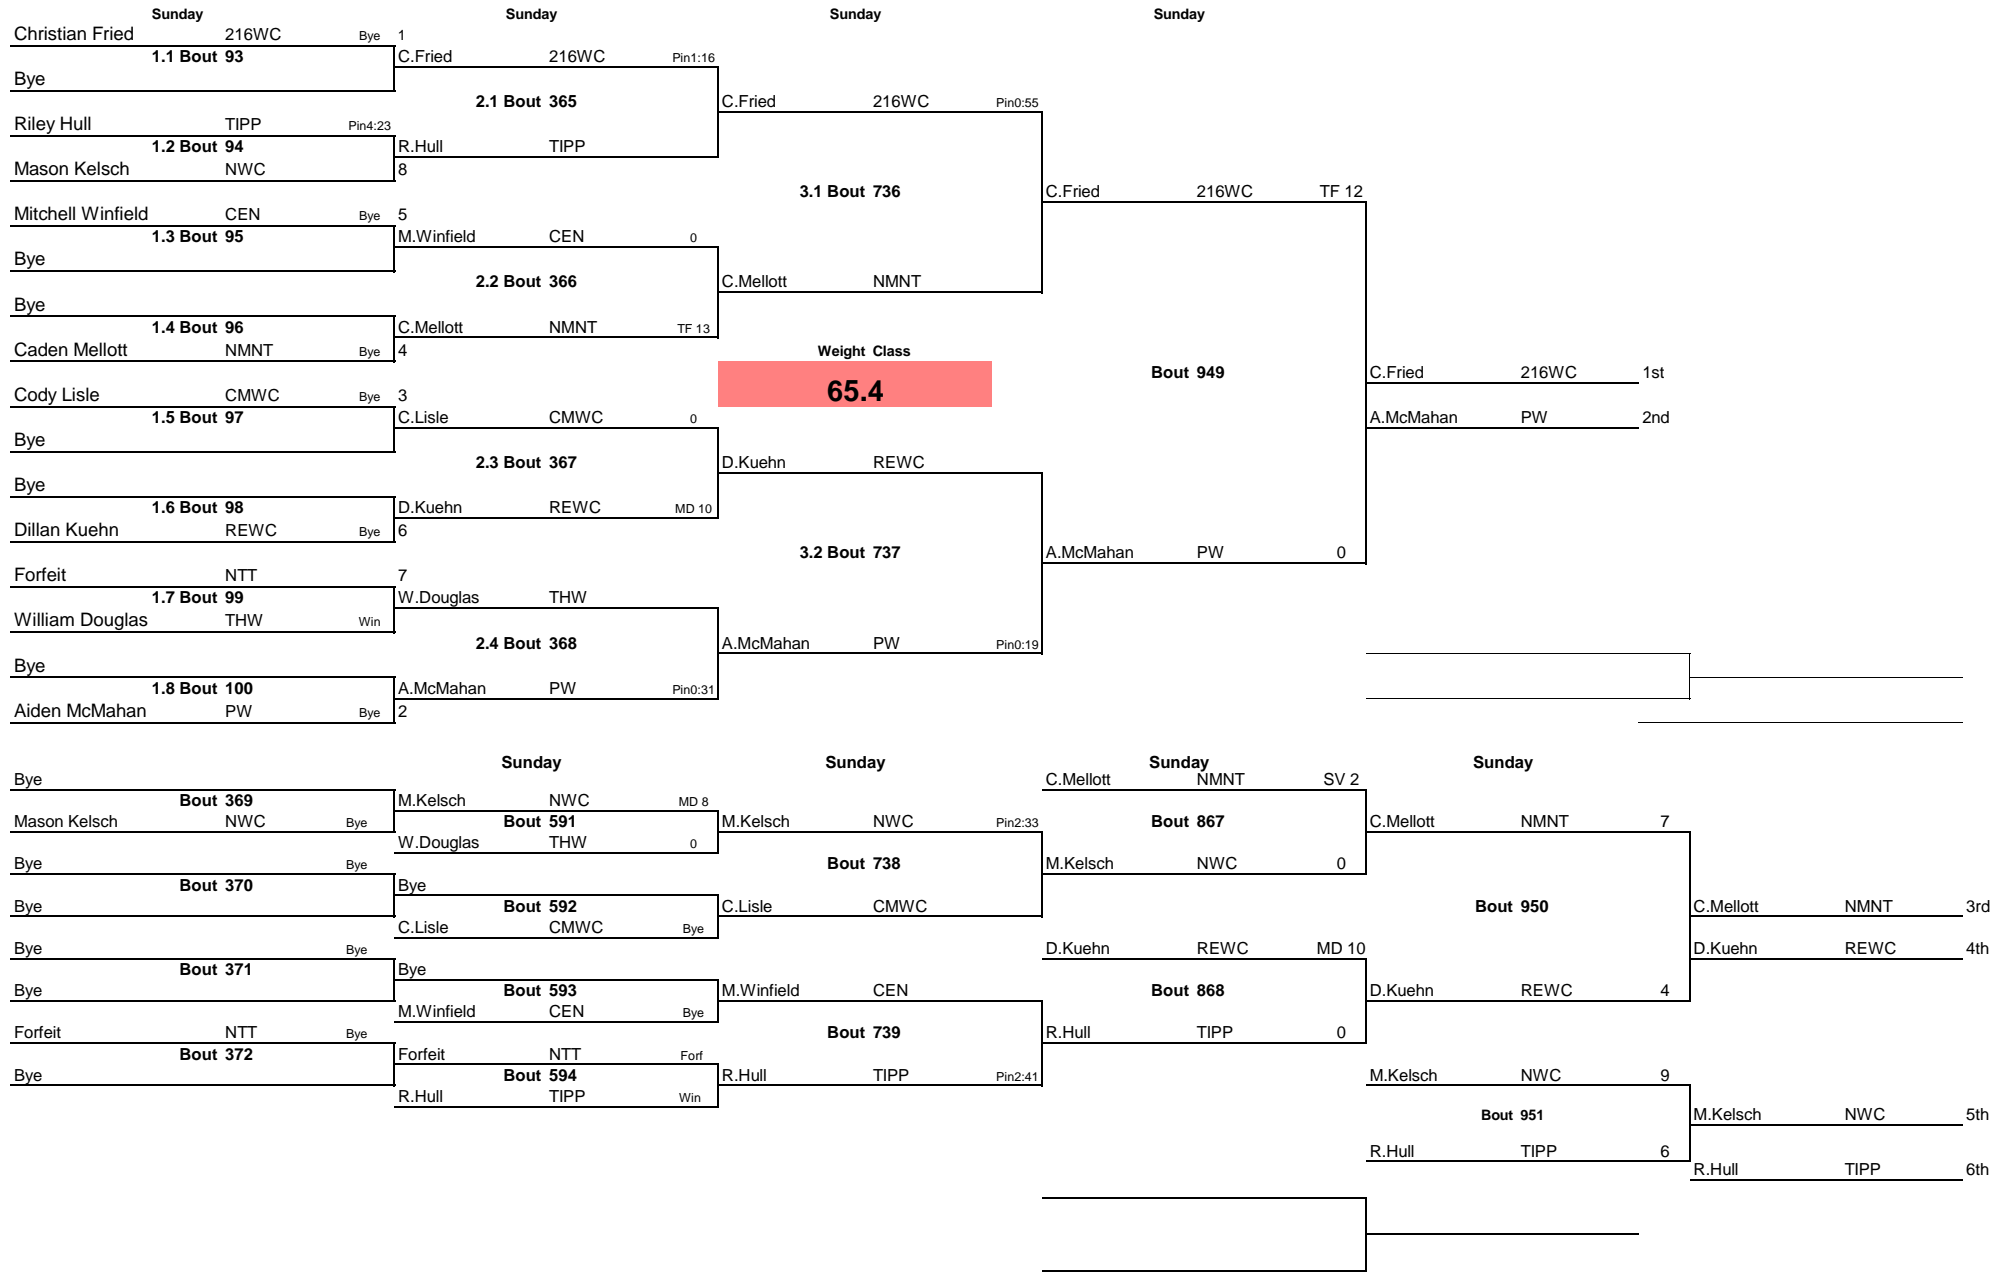 Sunday Sunday Sunday Sunday
Christian Fried 216WC Bye 1
1.1 Bout 93 C.Fried 216WC Pin1:16
Bye
2.1 Bout 365 C.Fried 216WC Pin0:55
Riley Hull TIPP Pin4:23
1.2 Bout 94 R.Hull TIPP
Mason Kelsch NWC 8
3.1 Bout 736 C.Fried 216WC TF 12
Mitchell Winfield CEN Bye 5
1.3 Bout 95 M.Winfield CEN 0
Bye
2.2 Bout 366 C.Mellott NMNT
Bye
1.4 Bout 96 C.Mellott NMNT TF 13
Caden Mellott NMNT Bye 4 Weight Class
Bout 949 C.Fried 216WC 1st
65.4
Cody Lisle CMWC Bye 3
1.5 Bout 97 C.Lisle CMWC 0 A.McMahan PW 2nd
Bye
2.3 Bout 367 D.Kuehn REWC
Bye
1.6 Bout 98 D.Kuehn REWC MD 10
Dillan Kuehn REWC Bye 6
3.2 Bout 737 A.McMahan PW 0
Forfeit NTT 7
1.7 Bout 99 W.Douglas THW
William Douglas THW Win
2.4 Bout 368 A.McMahan PW Pin0:19
Bye
1.8 Bout 100 A.McMahan PW Pin0:31
Aiden McMahan PW Bye 2
Sunday Sunday Sunday Sunday
Bye C.Mellott NMNT SV 2
Bout 369 M.Kelsch NWC MD 8
Mason Kelsch NWC Bye Bout 591 M.Kelsch NWC Pin2:33 Bout 867 C.Mellott NMNT 7
W.Douglas THW 0
Bye Bye Bout 738 M.Kelsch NWC 0
Bout 370 Bye
Bye Bout 592 C.Lisle CMWC Bout 950 C.Mellott NMNT 3rd
C.Lisle CMWC Bye
Bye Bye D.Kuehn REWC MD 10 D.Kuehn REWC 4th
Bout 371 Bye
Bye Bout 593 M.Winfield CEN Bout 868 D.Kuehn REWC 4
M.Winfield CEN Bye
Forfeit NTT Bye Bout 739 R.Hull TIPP 0
Bout 372 Forfeit NTT Forf
Bye Bout 594 R.Hull TIPP Pin2:41 M.Kelsch NWC 9
R.Hull TIPP Win
Bout 951 M.Kelsch NWC 5th
R.Hull TIPP 6
R.Hull TIPP 6th